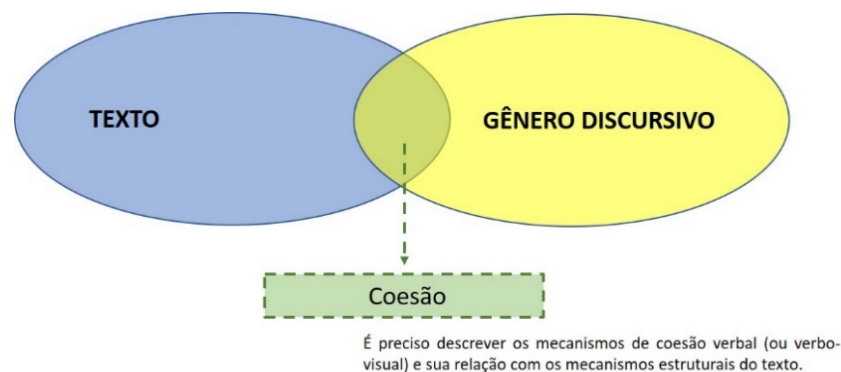 TEXTO
GÊNERO DISCURSIVO
Coesão
É preciso descrever os mecanismos de coesão verbal (ou verbo-
visual) e sua relação com os mecanismos estruturais do texto.